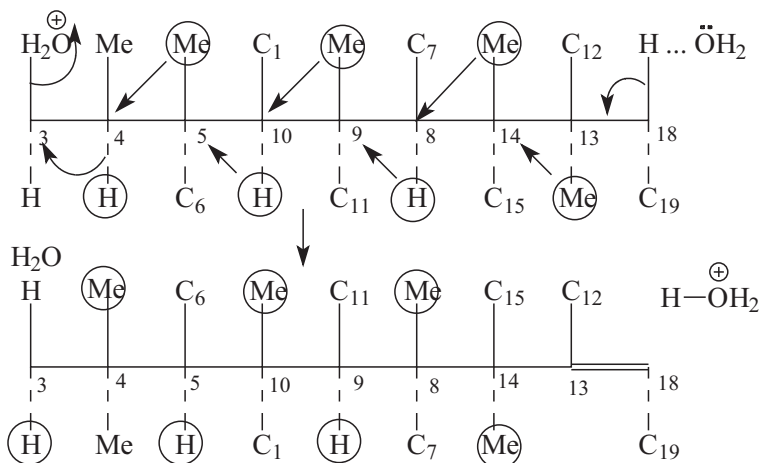 ⊕
H₂O Me Me C₁ Me C₇ Me C₁₂ H ... ÖH₂
3 4 5 10 9 8 14 13 18
H H C₆ H C₁₁ H C₁₅ Me C₁₉
H₂O
H Me C₆ Me C₁₁ Me C₁₅ C₁₂ H—OH₂ ⊕
3 4 5 10 9 8 14 13 18
H Me H C₁ H C₇ Me C₁₉